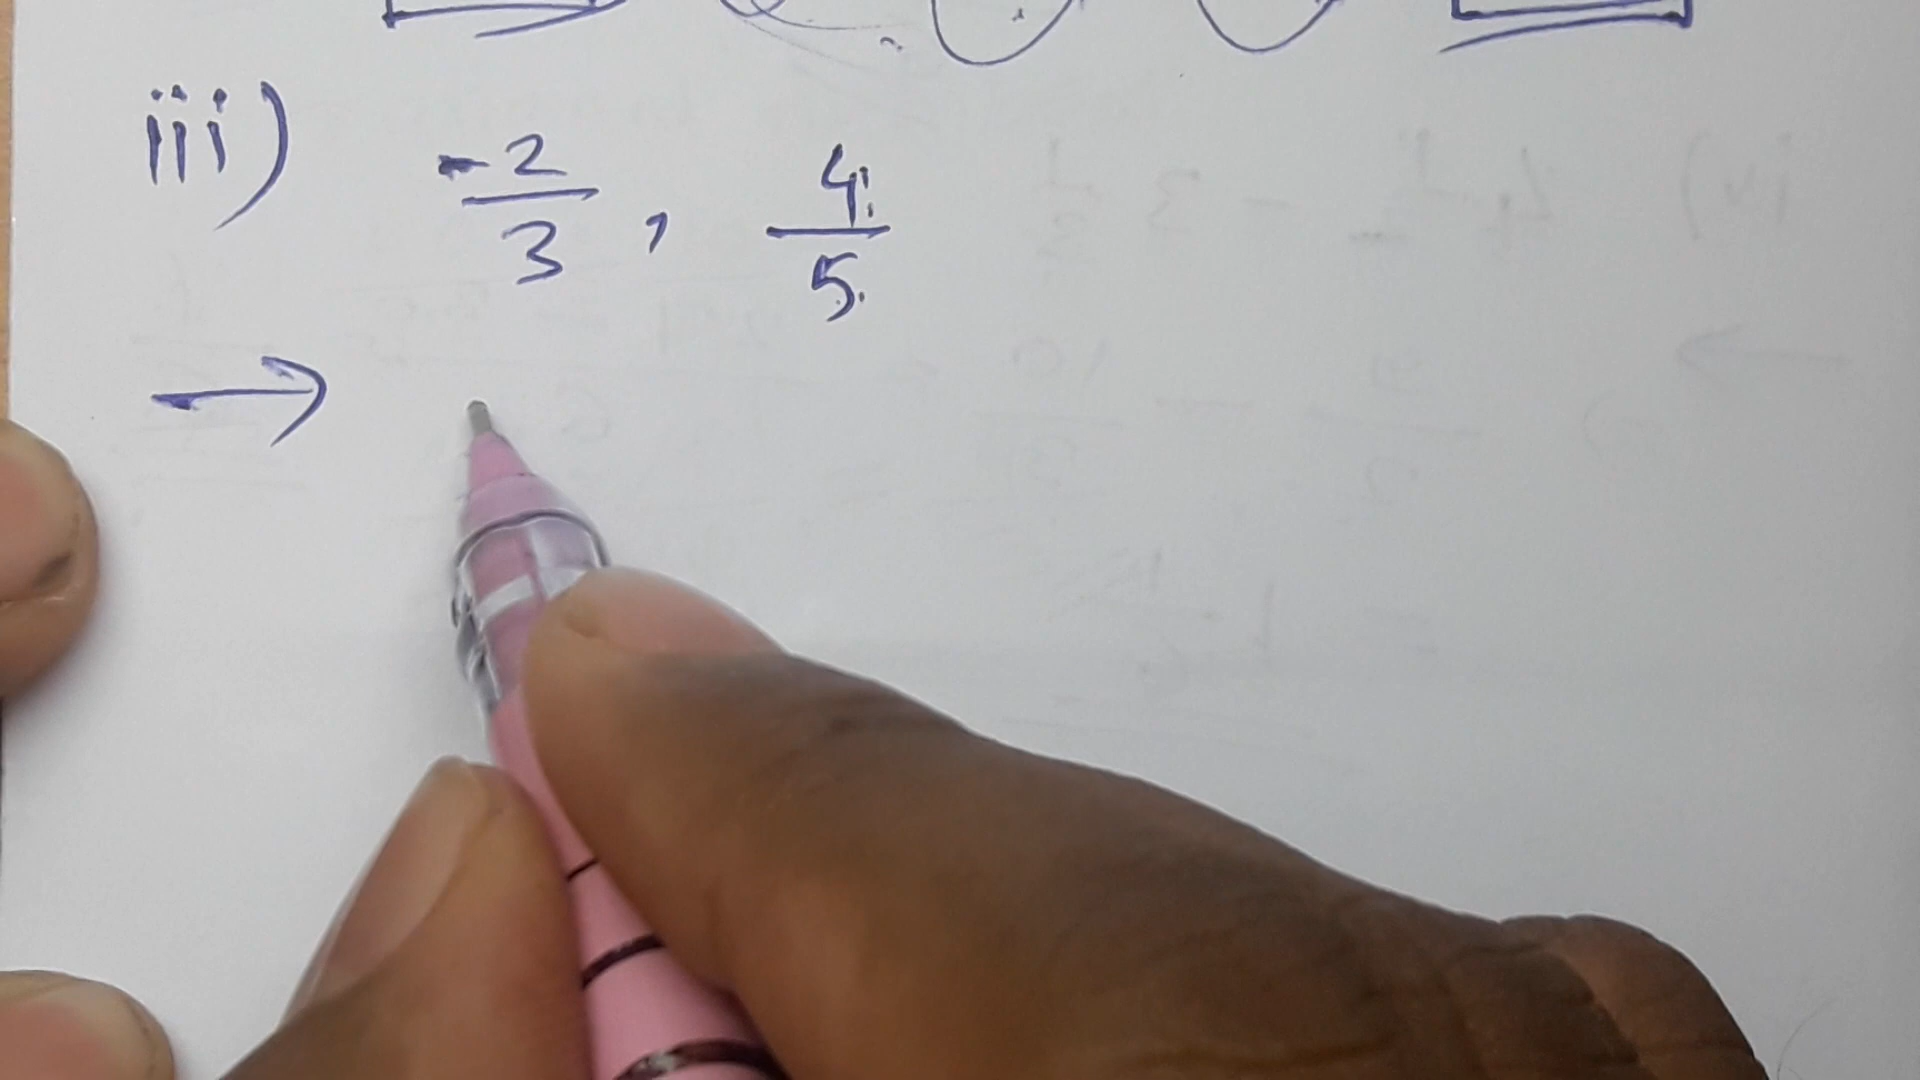 iii) -2/3 , 4/5
→